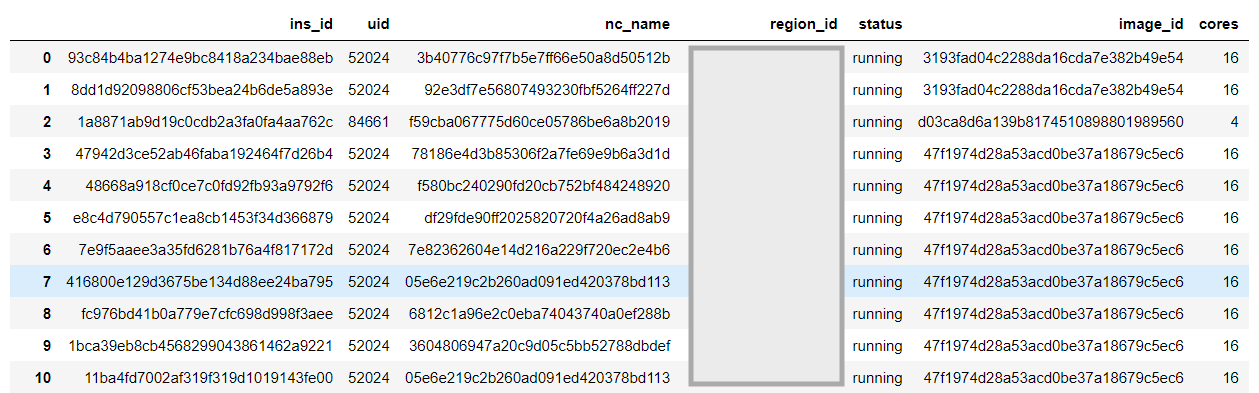 ins_id uid nc_name region_id status image_id cores
0 93c84b4ba1274e9bc8418a234bae88eb 52024 3b40776c97f7b5e7ff66e50a8d50512b running 3193fad04c2288da16cda7e382b49e54 16
1 8dd1d92098806cf53bea24b6de5a893e 52024 92e3df7e56807493230fbf5264ff227d running 3193fad04c2288da16cda7e382b49e54 16
2 1a8871ab9d19c0cdb2a3fa0fa4aa762c 84661 f59cba067775d60ce05786be6a8b2019 running d03ca8d6a139b8174510898801989560 4
3 47942d3ce52ab46faba192464f7d26b4 52024 78186e4d3b85306f2a7fe69e9b6a3d1d running 47f1974d28a53acd0be37a18679c5ec6 16
4 48668a918cf0ce7c0fd92fb93a9792f6 52024 f580bc240290fd20cb752bf484248920 running 47f1974d28a53acd0be37a18679c5ec6 16
5 e8c4d790557c1ea8cb1453f34d366879 52024 df29fde90ff2025820720f4a26ad8ab9 running 47f1974d28a53acd0be37a18679c5ec6 16
6 7e9f5aaee3a35fd6281b76a4f817172d 52024 7e82362604e14d216a229f720ec2e4b6 running 47f1974d28a53acd0be37a18679c5ec6 16
7 416800e129d3675be134d88ee24ba795 52024 05e6e219c2b260ad091ed420378bd113 running 47f1974d28a53acd0be37a18679c5ec6 16
8 fc976bd41b0a779e7cfc698d998f3aee 52024 6812c1a96e2c0eba74043740a0ef288b running 47f1974d28a53acd0be37a18679c5ec6 16
9 1bca39eb8cb4568299043861462a9221 52024 3604806947a20c9d05c5bb52788dbdef running 47f1974d28a53acd0be37a18679c5ec6 16
10 11ba4fd7002af319f319d1019143fe00 52024 05e6e219c2b260ad091ed420378bd113 running 47f1974d28a53acd0be37a18679c5ec6 16